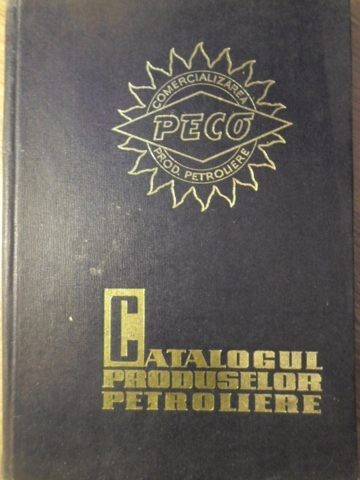 COMERCIALIZAREA
PECO
PROD. PETROLIERE
CATALOGUL
PRODUSELOR
PETROLIERE